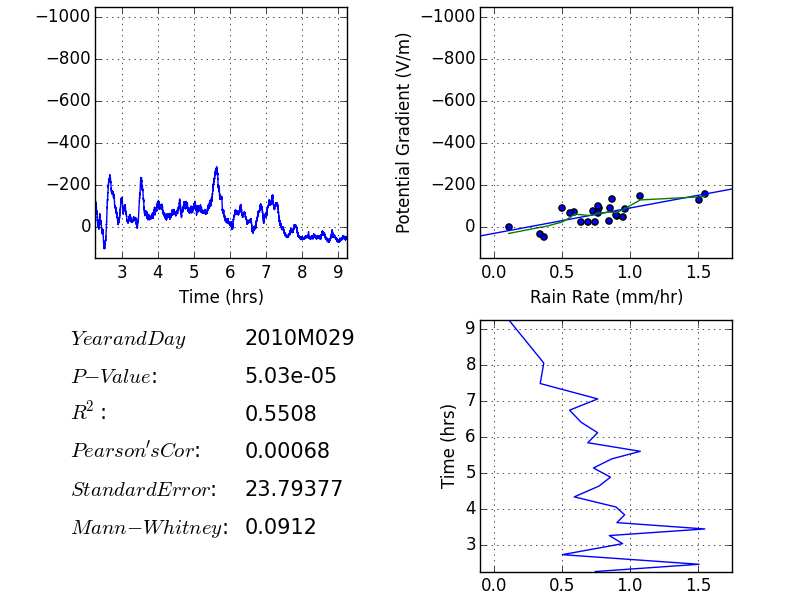 −1000
−800
−600
−400
−200
0
3 4 5 6 7 8 9
Time (hrs)
Potential Gradient (V/m)
−1000
−800
−600
−400
−200
0
0.0 0.5 1.0 1.5
Rain Rate (mm/hr)
YearandDay 2010M029
P−Value: 5.03e-05
R²: 0.5508
Pearson'sCor: 0.00068
StandardError: 23.79377
Mann−Whitney: 0.0912
Time (hrs)
9
8
7
6
5
4
3
0.0 0.5 1.0 1.5